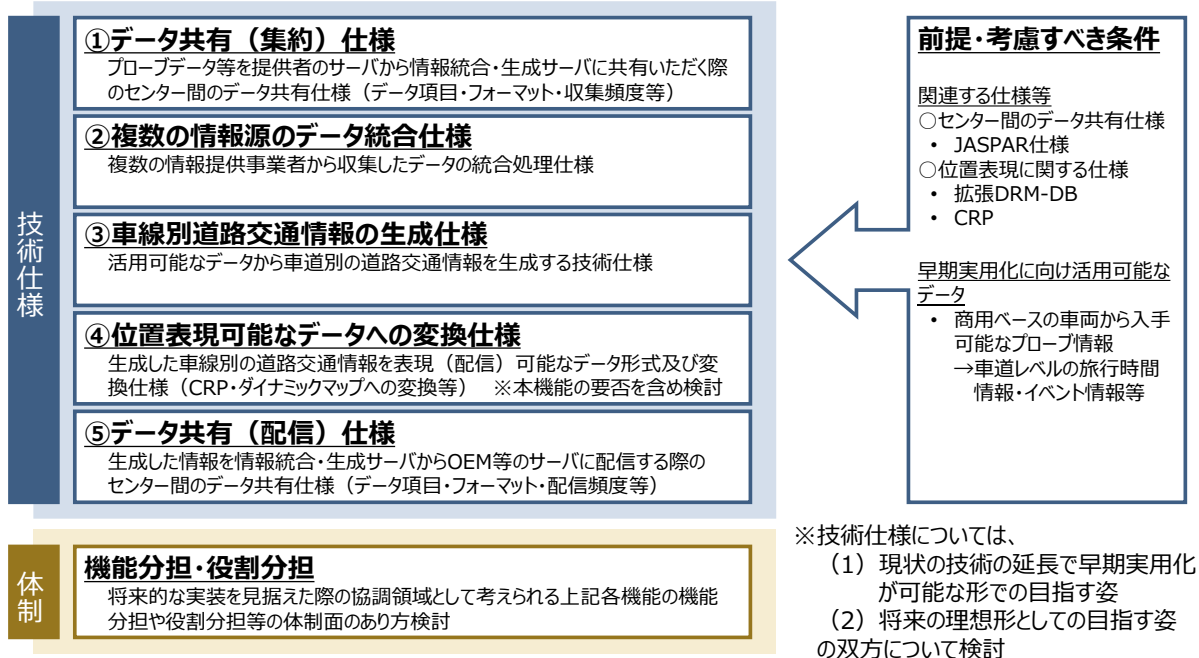 技術仕様
①データ共有（集約）仕様
プローブデータ等を提供者のサーバから情報統合・生成サーバに共有いただく際
のセンター間のデータ共有仕様（データ項目・フォーマット・収集頻度等）
②複数の情報源のデータ統合仕様
複数の情報提供事業者から収集したデータの統合処理仕様
③車線別道路交通情報の生成仕様
活用可能なデータから車道別の道路交通情報を生成する技術仕様
④位置表現可能なデータへの変換仕様
生成した車線別の道路交通情報を表現（配信）可能なデータ形式及び変
換仕様（CRP・ダイナミックマップへの変換等）　※本機能の要否を含め検討
⑤データ共有（配信）仕様
生成した情報を情報統合・生成サーバからOEM等のサーバに配信する際の
センター間のデータ共有仕様（データ項目・フォーマット・配信頻度等）
体制
機能分担・役割分担
将来的な実装を見据えた際の協調領域として考えられる上記各機能の機能
分担や役割分担等の体制面のあり方検討
前提・考慮すべき条件
関連する仕様等
○センター間のデータ共有仕様
• JASPAR仕様
○位置表現に関する仕様
• 拡張DRM-DB
• CRP
早期実用化に向け活用可能な
データ
• 商用ベースの車両から入手
可能なプローブ情報
→車道レベルの旅行時間
情報・イベント情報等
※技術仕様については、
（1）現状の技術の延長で早期実用化
が可能な形での目指す姿
（2）将来の理想形としての目指す姿
の双方について検討